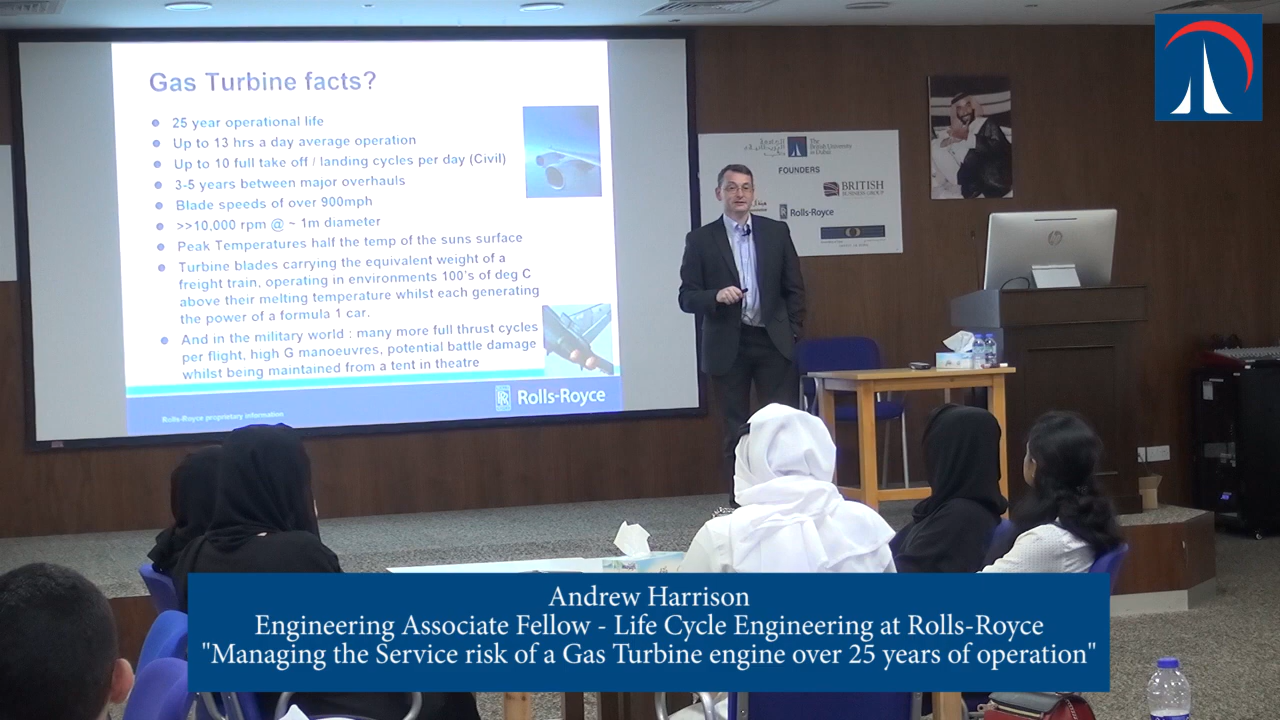 Gas Turbine facts?
25 year operational life
Up to 13 hrs a day average operation
Up to 10 full take off / landing cycles per day (Civil)
3-5 years between major overhauls
Blade speeds of over 900mph
>>10,000 rpm @ ~ 1m diameter
Peak Temperatures half the temp of the suns surface
Turbine blades carrying the equivalent weight of a
freight train, operating in environments 100's of deg C
above their melting temperature whilst each generating
the power of a formula 1 car.
And in the military world : many more full thrust cycles
per flight, high G manoeuvres, potential battle damage
whilst being maintained from a tent in theatre
Rolls-Royce proprietary information
Rolls-Royce
The
British University
in Dubai
FOUNDERS
BRITISH
BUSINESS GROUP
Rolls-Royce
Andrew Harrison
Engineering Associate Fellow - Life Cycle Engineering at Rolls-Royce
"Managing the Service risk of a Gas Turbine engine over 25 years of operation"